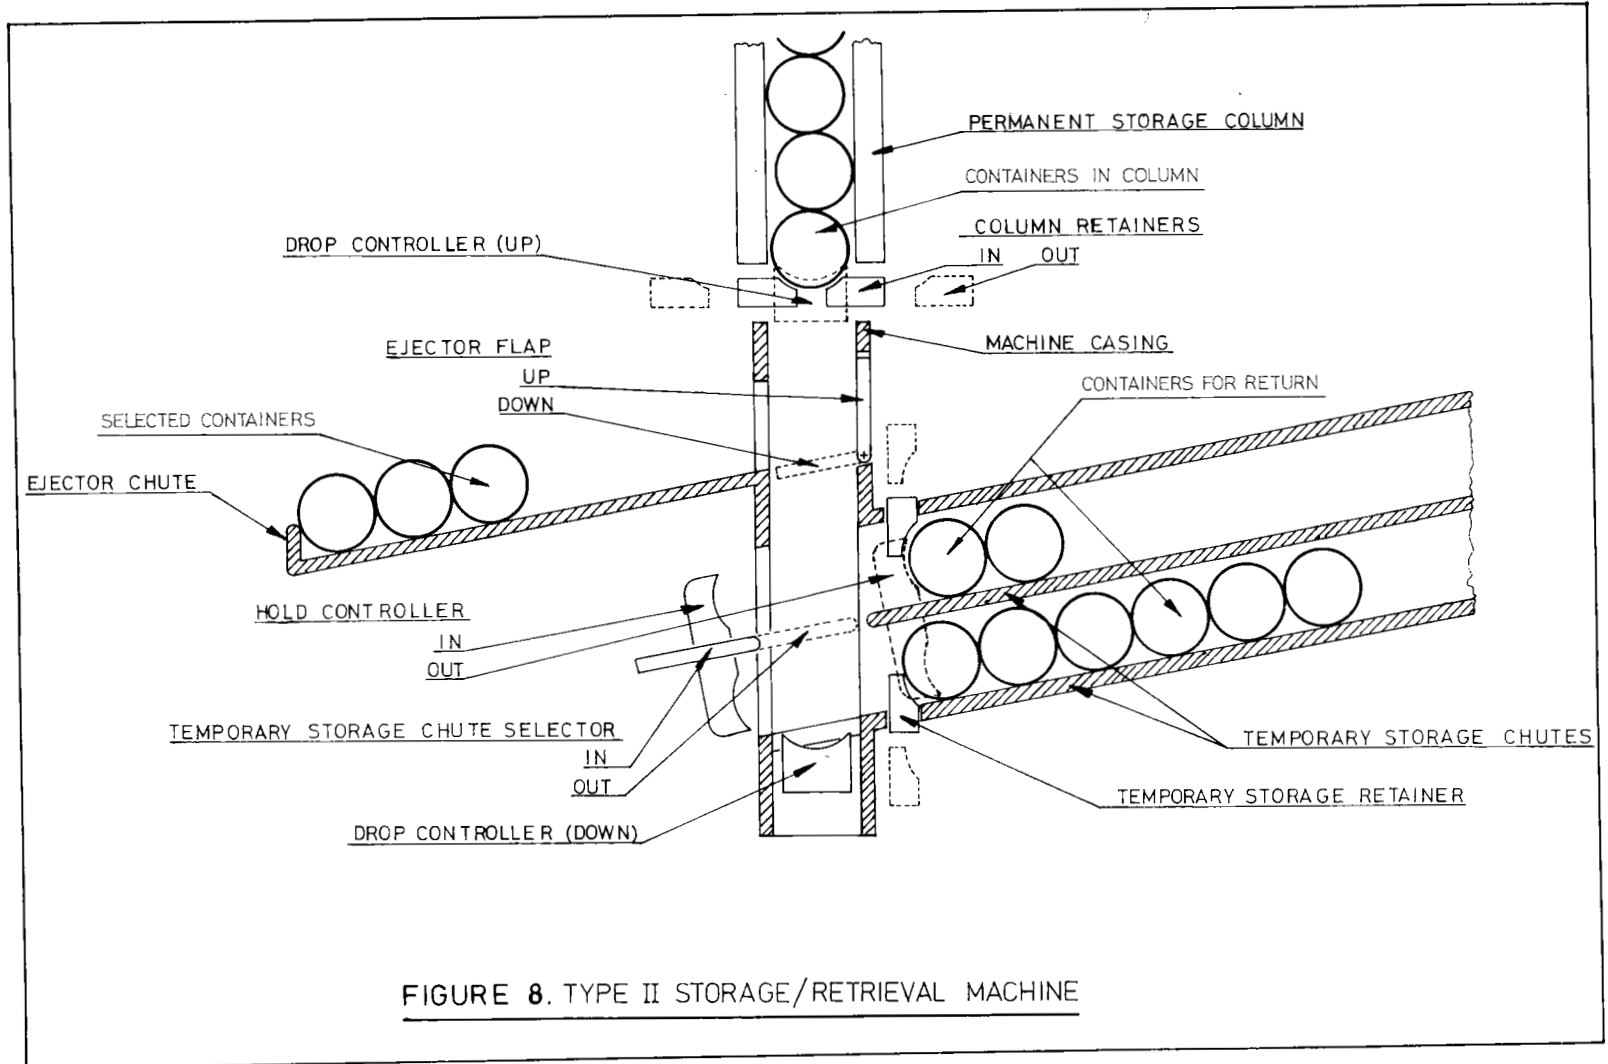 PERMANENT STORAGE COLUMN
CONTAINERS IN COLUMN
COLUMN RETAINERS
IN OUT
DROP CONTROLLER (UP)
MACHINE CASING
EJECTOR FLAP
UP
DOWN
CONTAINERS FOR RETURN
SELECTED CONTAINERS
EJECTOR CHUTE
HOLD CONTROLLER
IN
OUT
TEMPORARY STORAGE CHUTE SELECTOR
IN
OUT
TEMPORARY STORAGE CHUTES
TEMPORARY STORAGE RETAINER
DROP CONTROLLER (DOWN)
FIGURE 8. TYPE II STORAGE/RETRIEVAL MACHINE